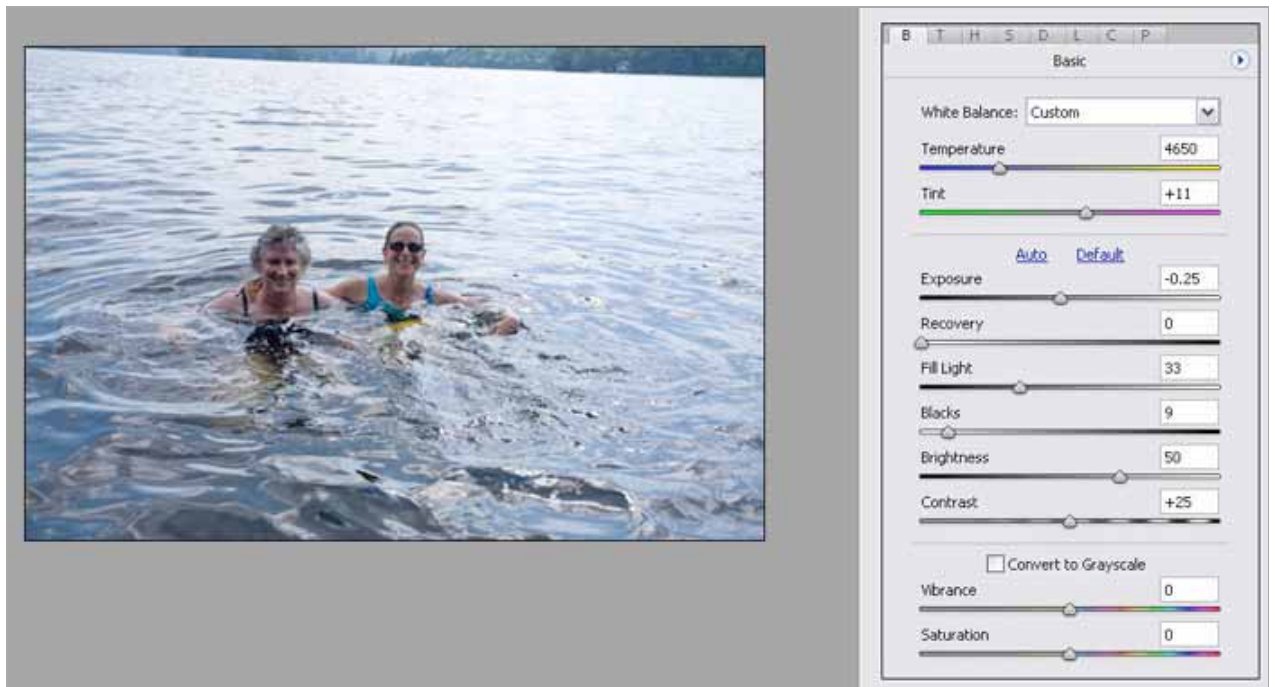 B T H S D L C P
Basic
White Balance: Custom
Temperature 4650
Tint +11
Auto Default
Exposure -0.25
Recovery 0
Fill Light 33
Blacks 9
Brightness 50
Contrast +25
Convert to Grayscale
Vibrance 0
Saturation 0